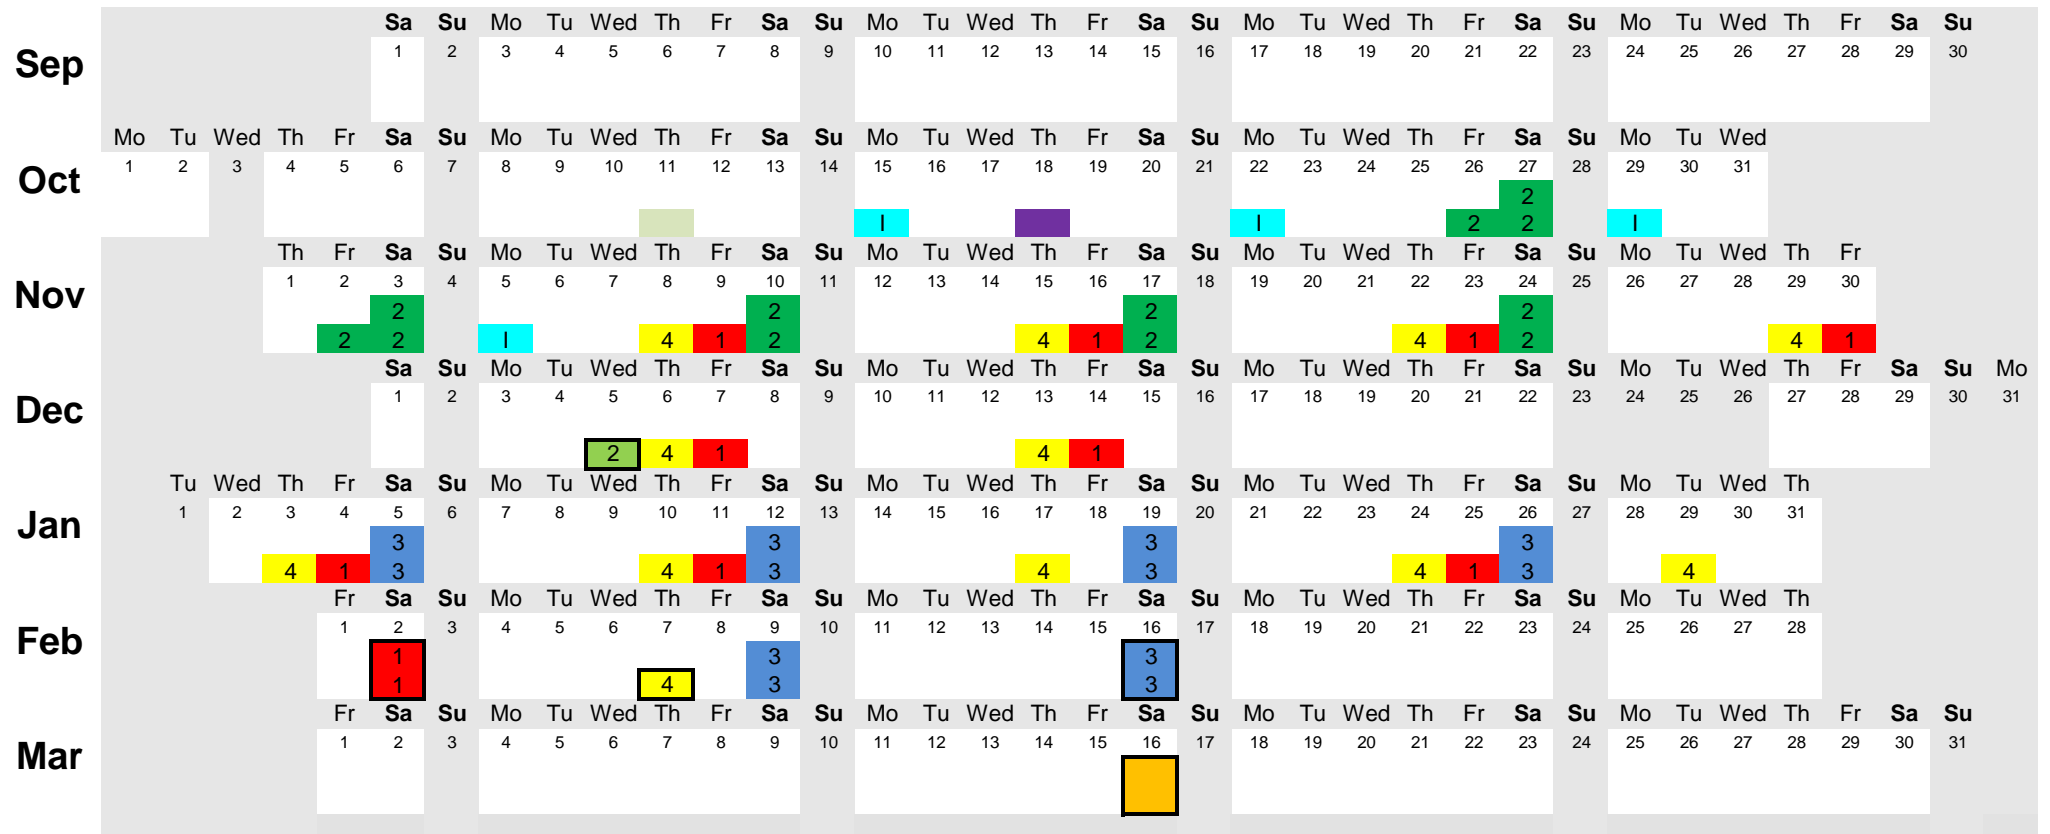 Sa Su Mo Tu Wed Th Fr Sa Su Mo Tu Wed Th Fr Sa Su Mo Tu Wed Th Fr Sa Su Mo Tu Wed Th Fr Sa Su
Sep 1 2 3 4 5 6 7 8 9 10 11 12 13 14 15 16 17 18 19 20 21 22 23 24 25 26 27 28 29 30
Mo Tu Wed Th Fr Sa Su Mo Tu Wed Th Fr Sa Su Mo Tu Wed Th Fr Sa Su Mo Tu Wed Th Fr Sa Su Mo Tu Wed
Oct 1 2 3 4 5 6 7 8 9 10 11 12 13 14 15 16 17 18 19 20 21 22 23 24 25 26 27 28 29 30 31
2
I I 2 2 I
Th Fr Sa Su Mo Tu Wed Th Fr Sa Su Mo Tu Wed Th Fr Sa Su Mo Tu Wed Th Fr Sa Su Mo Tu Wed Th Fr
Nov 1 2 3 4 5 6 7 8 9 10 11 12 13 14 15 16 17 18 19 20 21 22 23 24 25 26 27 28 29 30
2 2 2 2
2 2 I 4 1 2 4 1 2 4 1 2 4 1
Sa Su Mo Tu Wed Th Fr Sa Su Mo Tu Wed Th Fr Sa Su Mo Tu Wed Th Fr Sa Su Mo Tu Wed Th Fr Sa Su Mo
Dec 1 2 3 4 5 6 7 8 9 10 11 12 13 14 15 16 17 18 19 20 21 22 23 24 25 26 27 28 29 30 31
2 4 1 4 1
Tu Wed Th Fr Sa Su Mo Tu Wed Th Fr Sa Su Mo Tu Wed Th Fr Sa Su Mo Tu Wed Th Fr Sa Su Mo Tu Wed Th
Jan 1 2 3 4 5 6 7 8 9 10 11 12 13 14 15 16 17 18 19 20 21 22 23 24 25 26 27 28 29 30 31
3 3 3 3
4 1 3 4 1 3 4 3 4 1 3 4
Fr Sa Su Mo Tu Wed Th Fr Sa Su Mo Tu Wed Th Fr Sa Su Mo Tu Wed Th Fr Sa Su Mo Tu Wed Th
Feb 1 2 3 4 5 6 7 8 9 10 11 12 13 14 15 16 17 18 19 20 21 22 23 24 25 26 27 28
1 3 3
1 4 3 3
Fr Sa Su Mo Tu Wed Th Fr Sa Su Mo Tu Wed Th Fr Sa Su Mo Tu Wed Th Fr Sa Su Mo Tu Wed Th Fr Sa Su
Mar 1 2 3 4 5 6 7 8 9 10 11 12 13 14 15 16 17 18 19 20 21 22 23 24 25 26 27 28 29 30 31